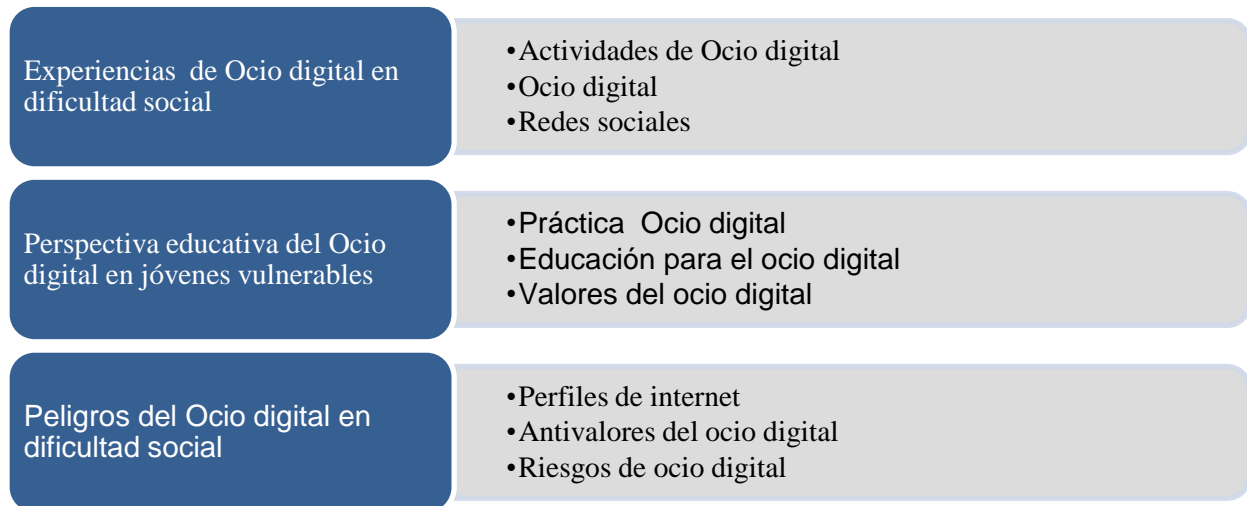 Experiencias de Ocio digital en
dificultad social
•Actividades de Ocio digital
•Ocio digital
•Redes sociales
Perspectiva educativa del Ocio
digital en jóvenes vulnerables
•Práctica Ocio digital
•Educación para el ocio digital
•Valores del ocio digital
Peligros del Ocio digital en
dificultad social
•Perfiles de internet
•Antivalores del ocio digital
•Riesgos de ocio digital